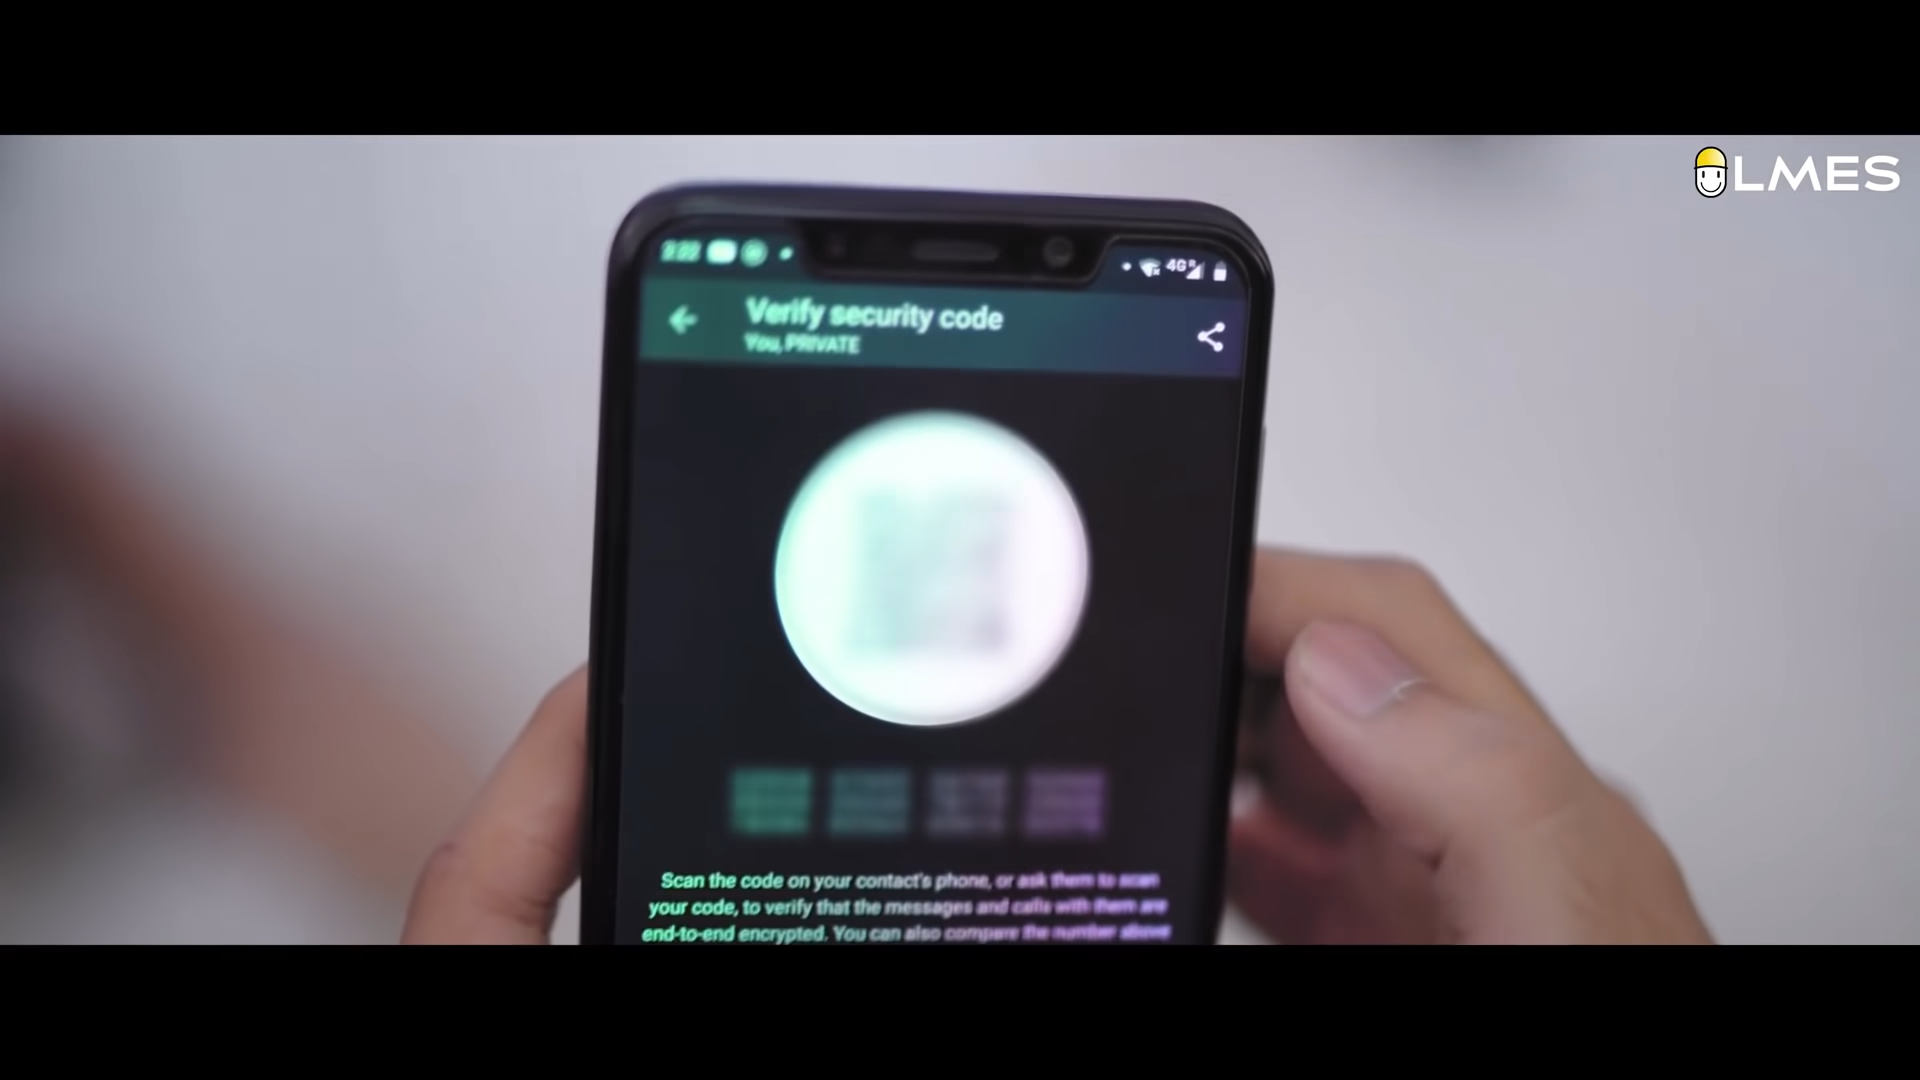 LMES
4G R
Verify security code
You, PRIVATE
Scan the code on your contact's phone, or ask them to scan
your code, to verify that the messages and calls with them are
end-to-end encrypted. You can also compare the number above